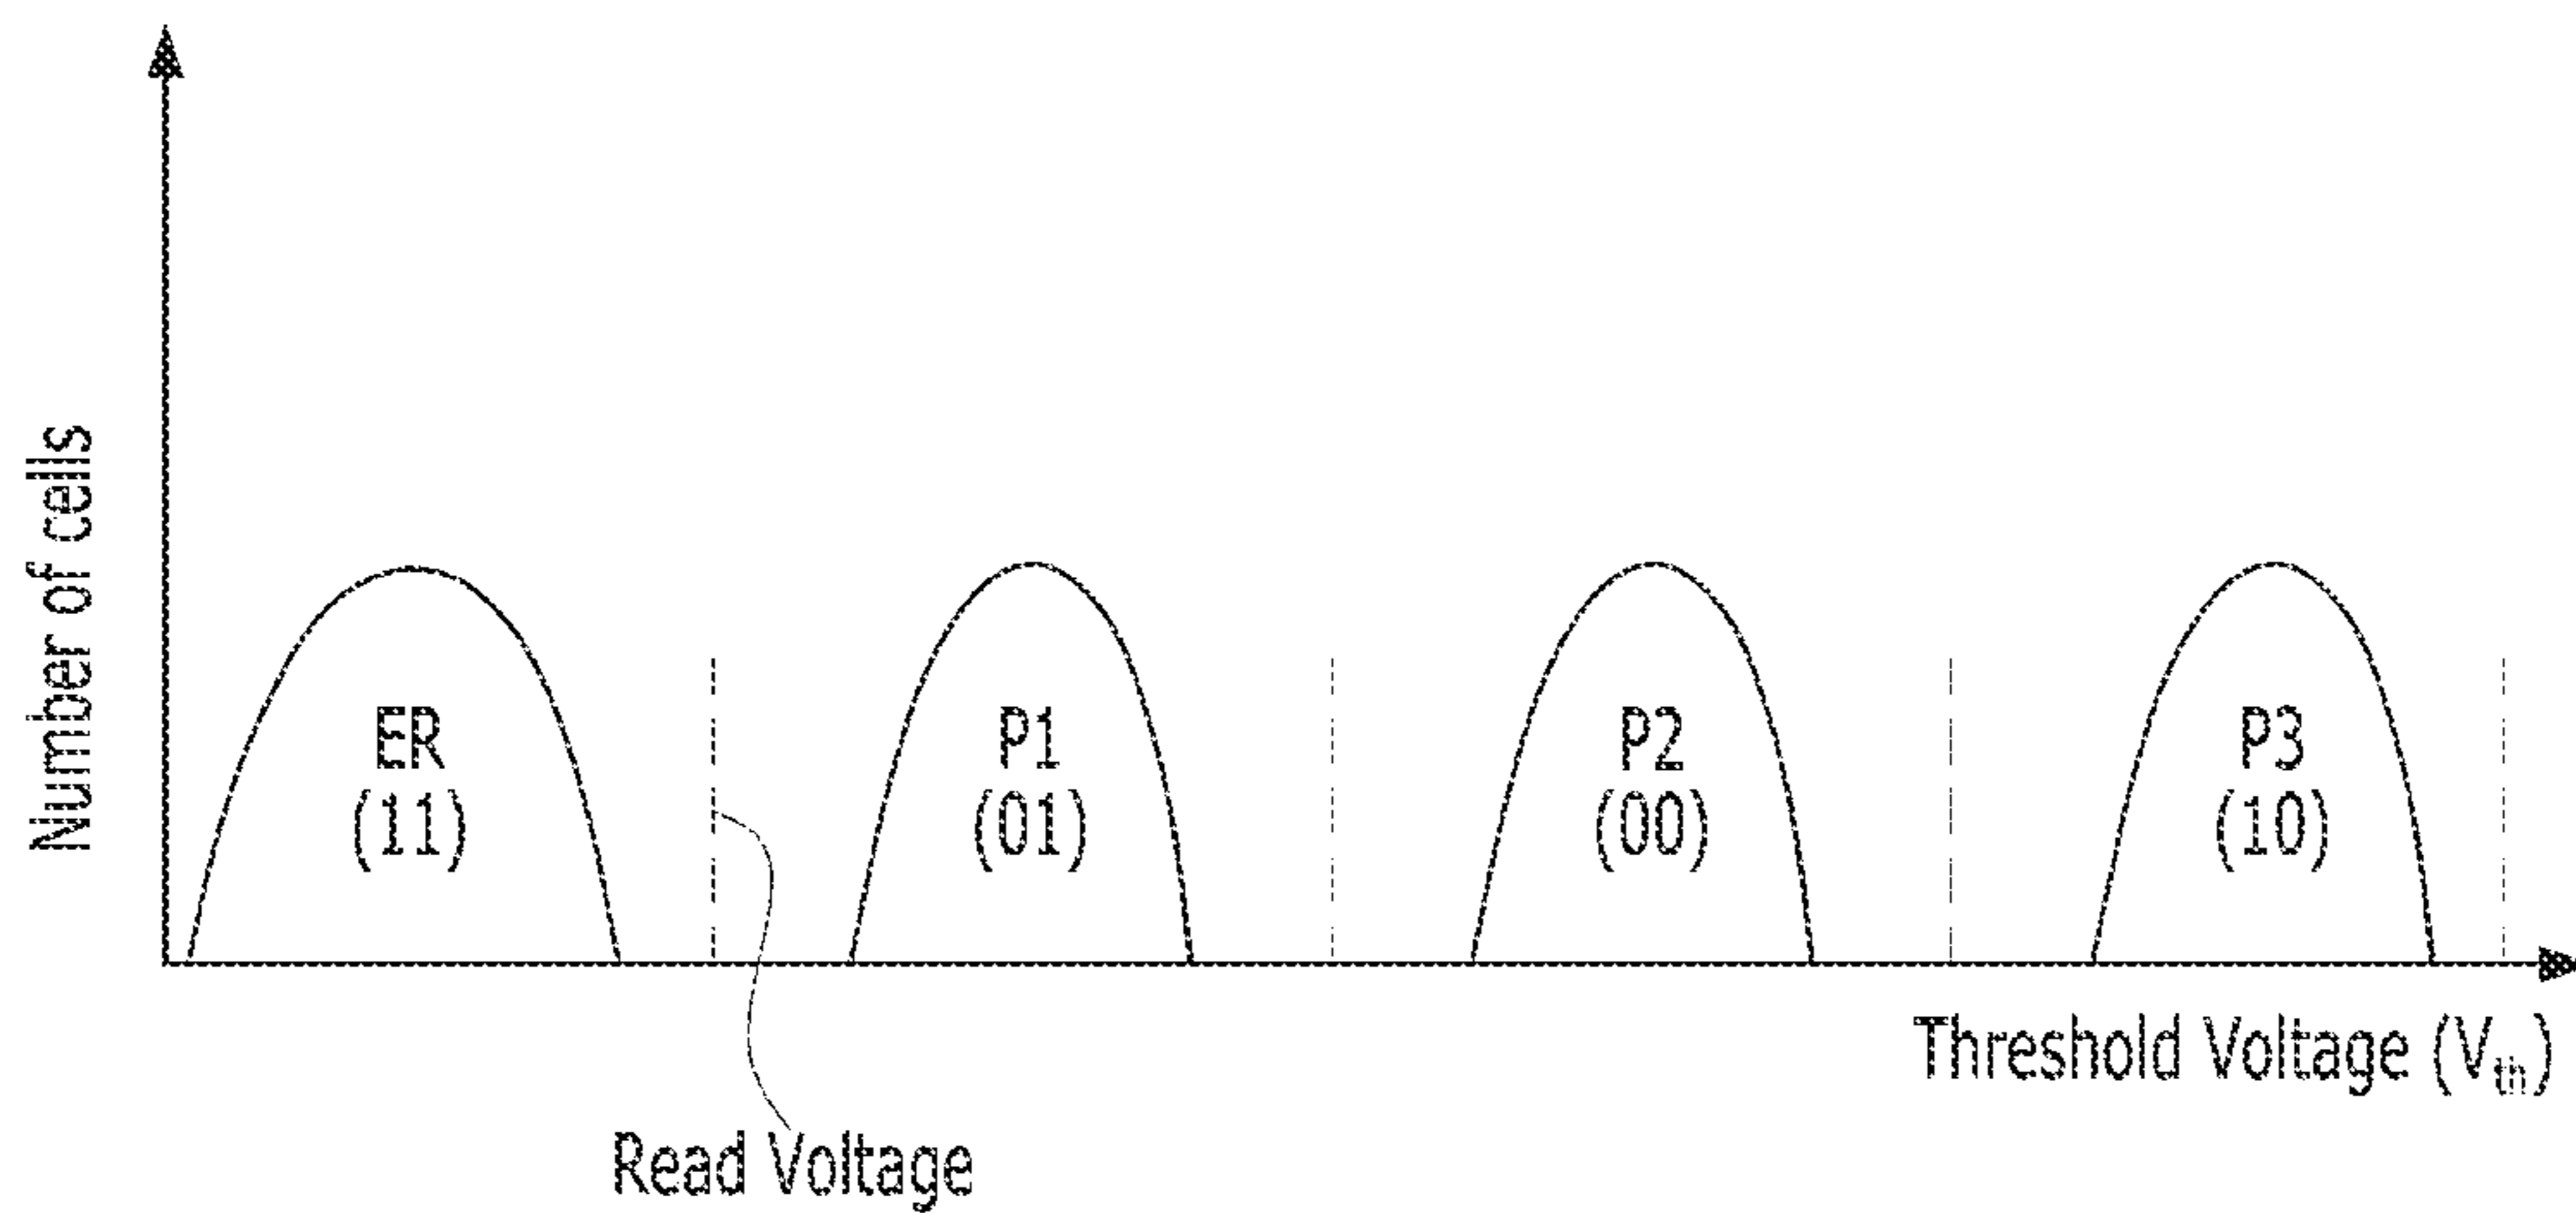 Number of cells
ER
(11)
P1
(01)
P2
(00)
P3
(10)
Threshold Voltage (Vth)
Read Voltage